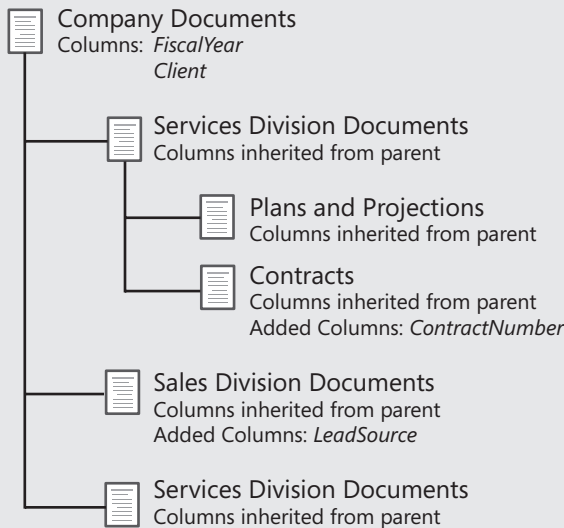 Company Documents
Columns: FiscalYear
Client
Services Division Documents
Columns inherited from parent
Plans and Projections
Columns inherited from parent
Contracts
Columns inherited from parent
Added Columns: ContractNumber
Sales Division Documents
Columns inherited from parent
Added Columns: LeadSource
Services Division Documents
Columns inherited from parent